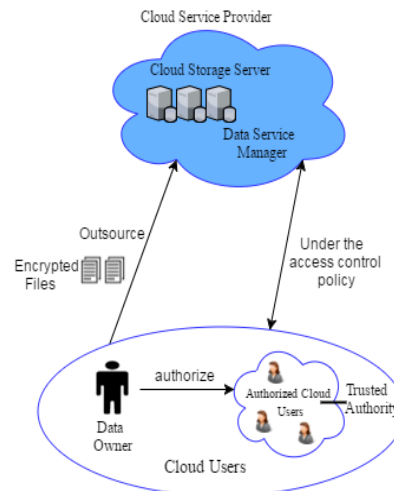 Cloud Service Provider
Cloud Storage Server
Data Service
Manager
Outsource
Encrypted
Files
Under the
access control
policy
authorize
Data
Owner
Authorized Cloud
Users
Trusted
Authority
Cloud Users